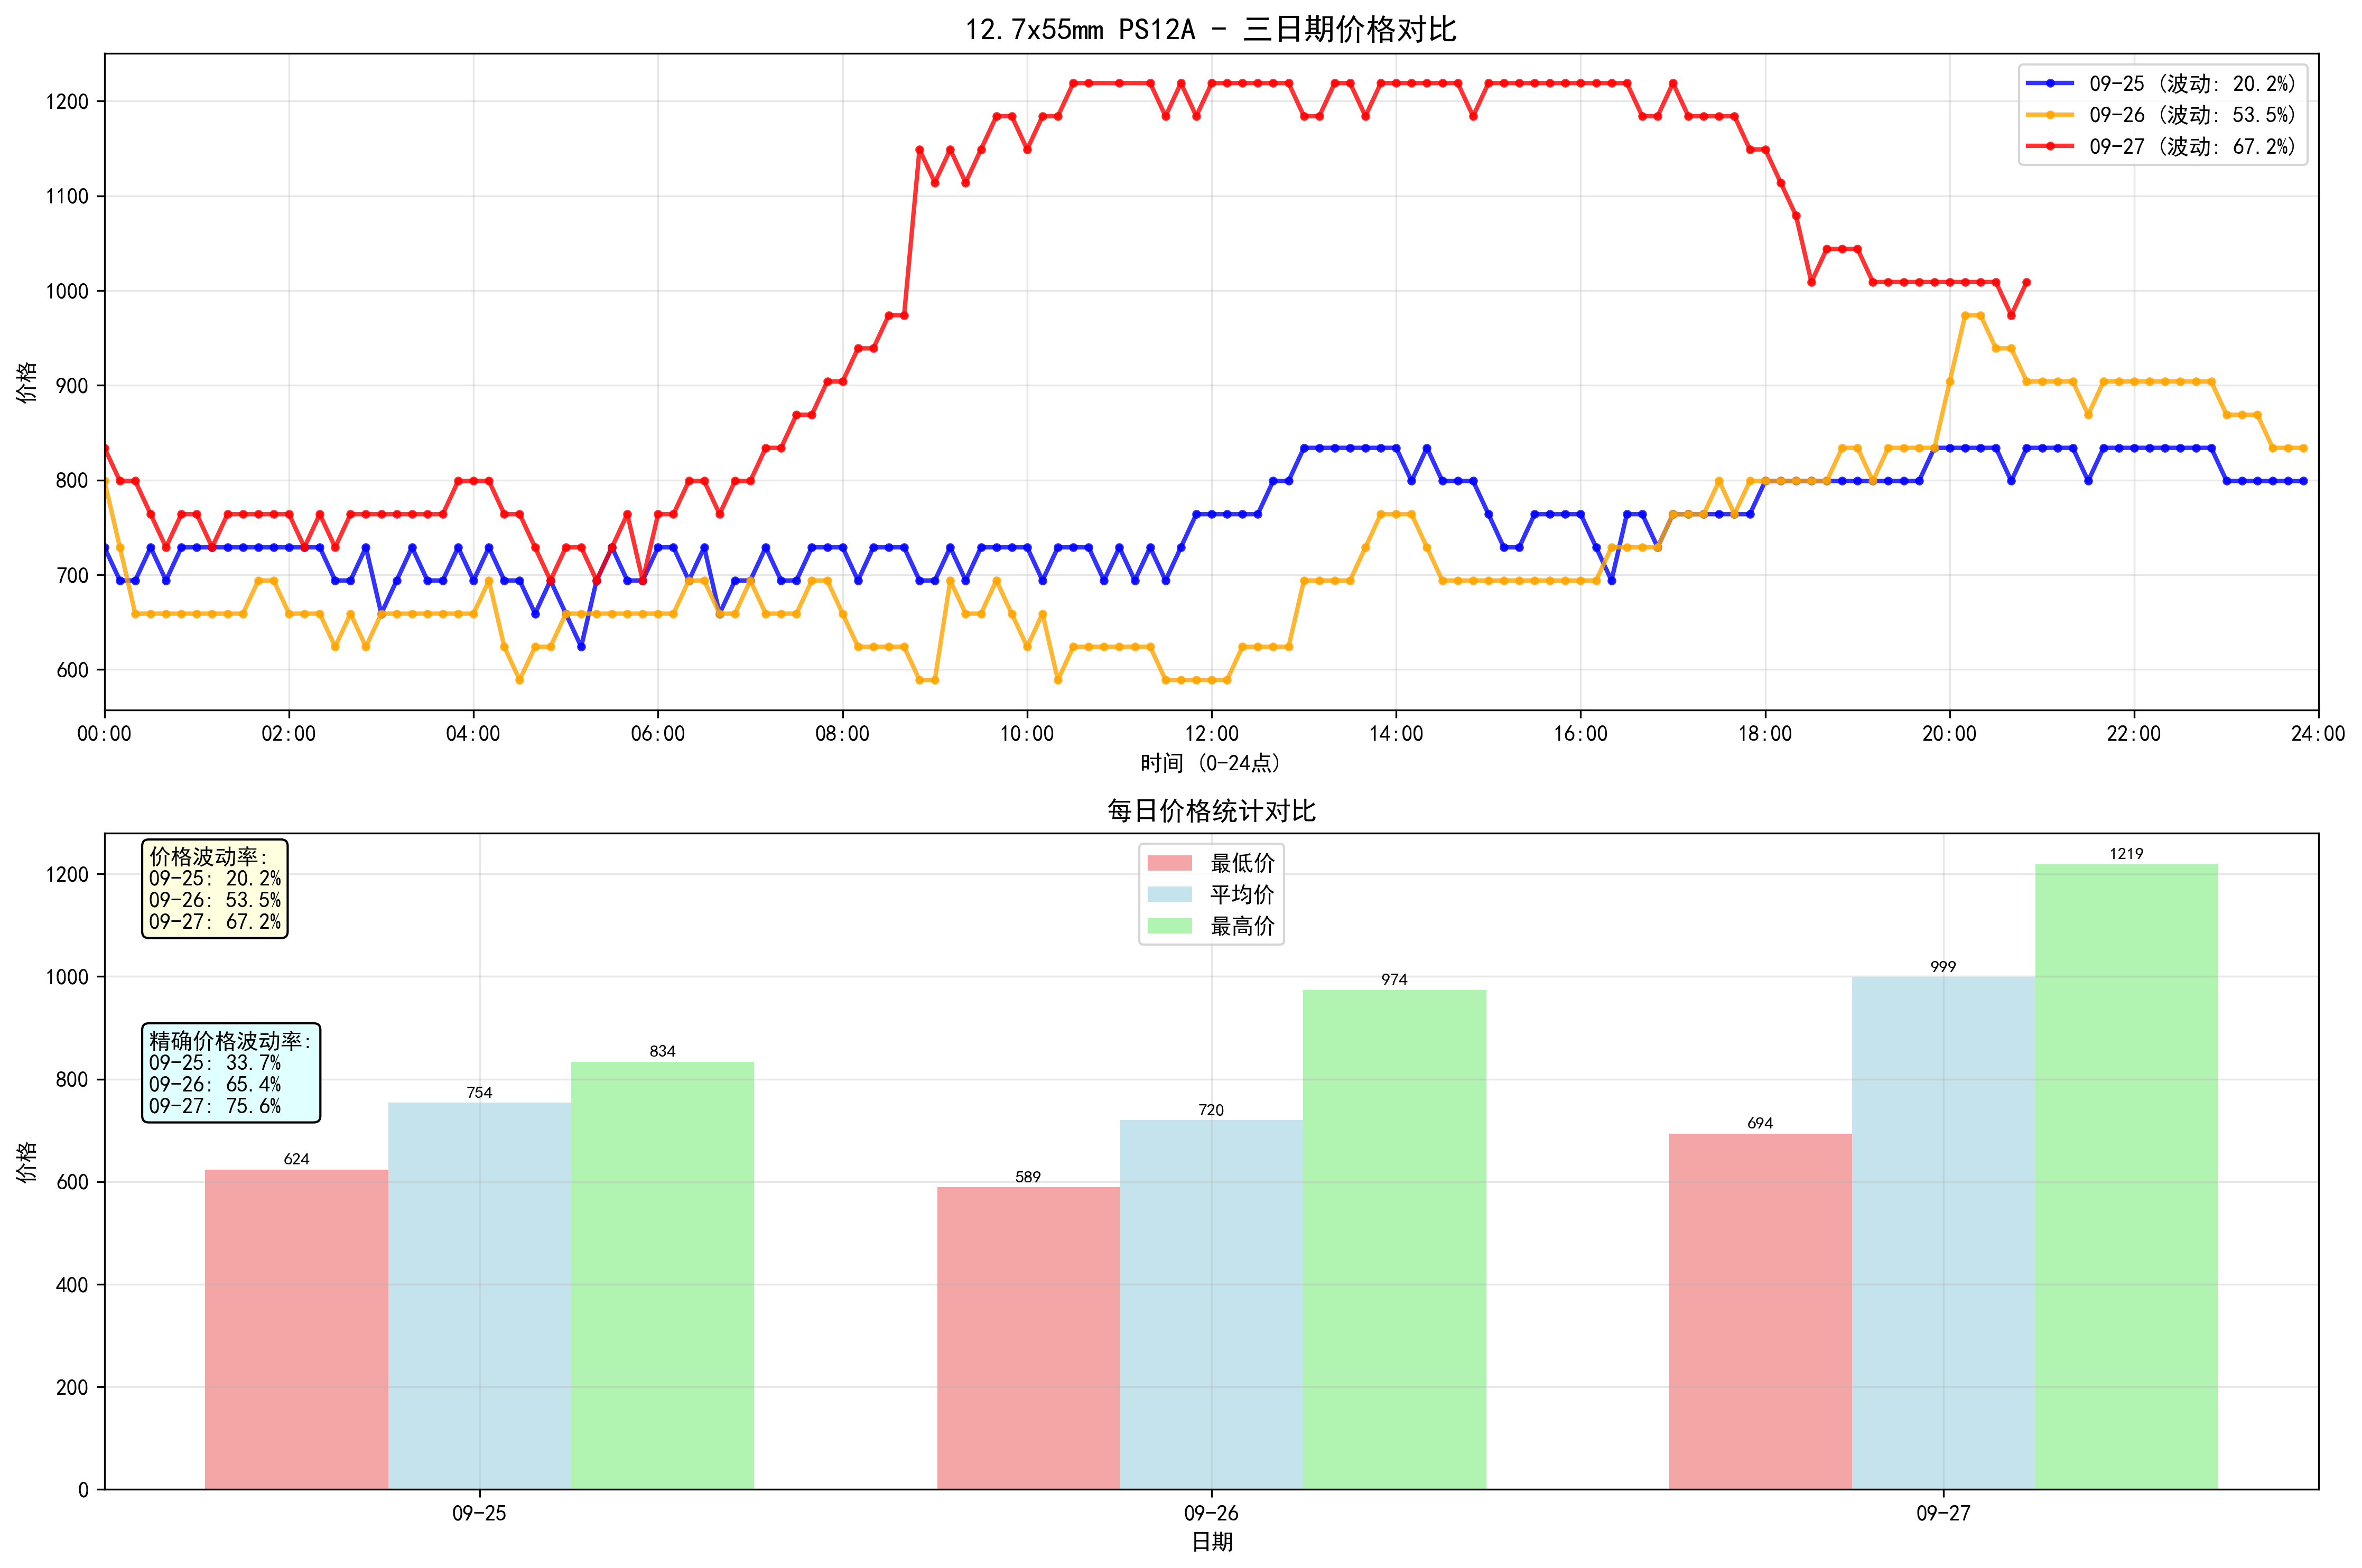 12.7x55mm PS12A - 三日期价格对比
09-25 (波动: 20.2%)
09-26 (波动: 53.5%)
09-27 (波动: 67.2%)
1200
1100
1000
900
800
700
600
价格
00:00 02:00 04:00 06:00 08:00 10:00 12:00 14:00 16:00 18:00 20:00 22:00 24:00
时间 (0-24点)
每日价格统计对比
价格波动率:
09-25: 20.2%
09-26: 53.5%
09-27: 67.2%
精确价格波动率:
09-25: 33.7%
09-26: 65.4%
09-27: 75.6%
最低价
平均价
最高价
1200
1000
800
600
400
200
0
价格
624 754 834
589 720 974
694 999 1219
09-25 09-26 09-27
日期